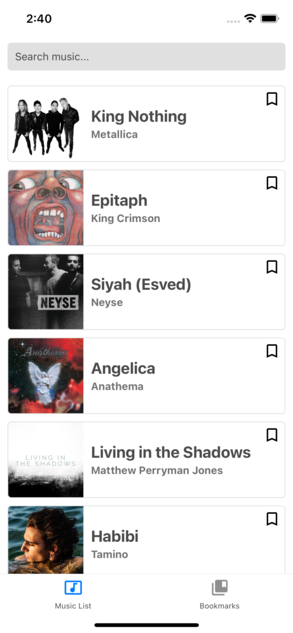 2:40
Search music...
King Nothing
Metallica
Epitaph
King Crimson
NEYSE
Siyah (Esved)
Neyse
Anathema
Angelica
Anathema
LIVING IN
THE SHADOWS
Living in the Shadows
Matthew Perryman Jones
Habibi
Tamino
Music List
Bookmarks